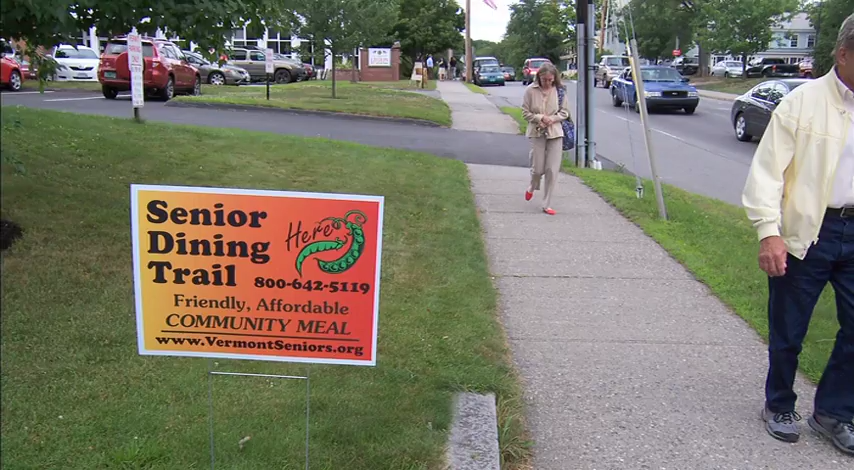 Senior
Dining
Trail
Here
800-642-5119
Friendly, Affordable
COMMUNITY MEAL
www.VermontSeniors.org